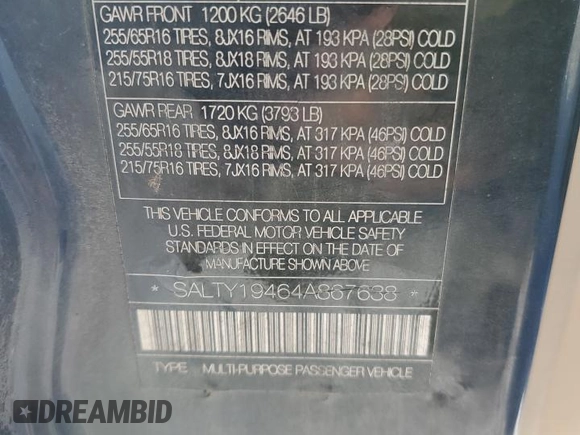 GAWR FRONT 1200 KG (2646 LB)
255/65R16 TIRES, 8JX16 RIMS, AT 193 KPA (28PSI) COLD
255/55R18 TIRES, 8JX18 RIMS, AT 193 KPA (28PSI) COLD
215/75R16 TIRES, 7JX16 RIMS, AT 193 KPA (28PSI) COLD
GAWR REAR 1720 KG (3793 LB)
255/65R16 TIRES, 8JX16 RIMS, AT 317 KPA (46PSI) COLD
255/55R18 TIRES, 8JX18 RIMS, AT 317 KPA (46PSI) COLD
215/75R16 TIRES, 7JX16 RIMS, AT 317 KPA (46PSI) COLD
THIS VEHICLE CONFORMS TO ALL APPLICABLE
U.S. FEDERAL MOTOR VEHICLE SAFETY
STANDARDS IN EFFECT ON THE DATE OF
MANUFACTURE SHOWN ABOVE
* SALTY19464A867638 *
TYPE MULTI-PURPOSE PASSENGER VEHICLE
DREAMBID